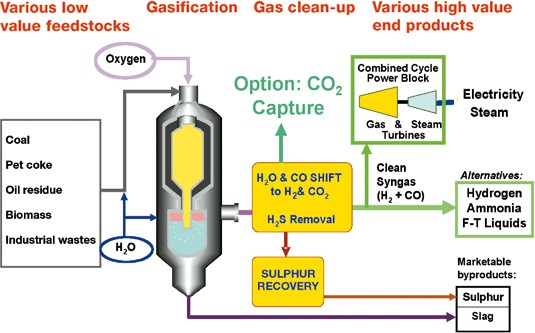 Various low
value feedstocks
Gasification
Gas clean-up
Various high value
end products
Oxygen
Coal
Pet coke
Oil residue
Biomass
Industrial wastes
H₂O
Option: CO₂
Capture
H₂O & CO SHIFT
to H₂& CO₂
H₂S Removal
SULPHUR
RECOVERY
Combined Cycle
Power Block
Gas & Steam
Turbines
Electricity
Steam
Clean
Syngas
(H₂ + CO)
Alternatives:
Hydrogen
Ammonia
F-T Liquids
Marketable
byproducts:
Sulphur
Slag